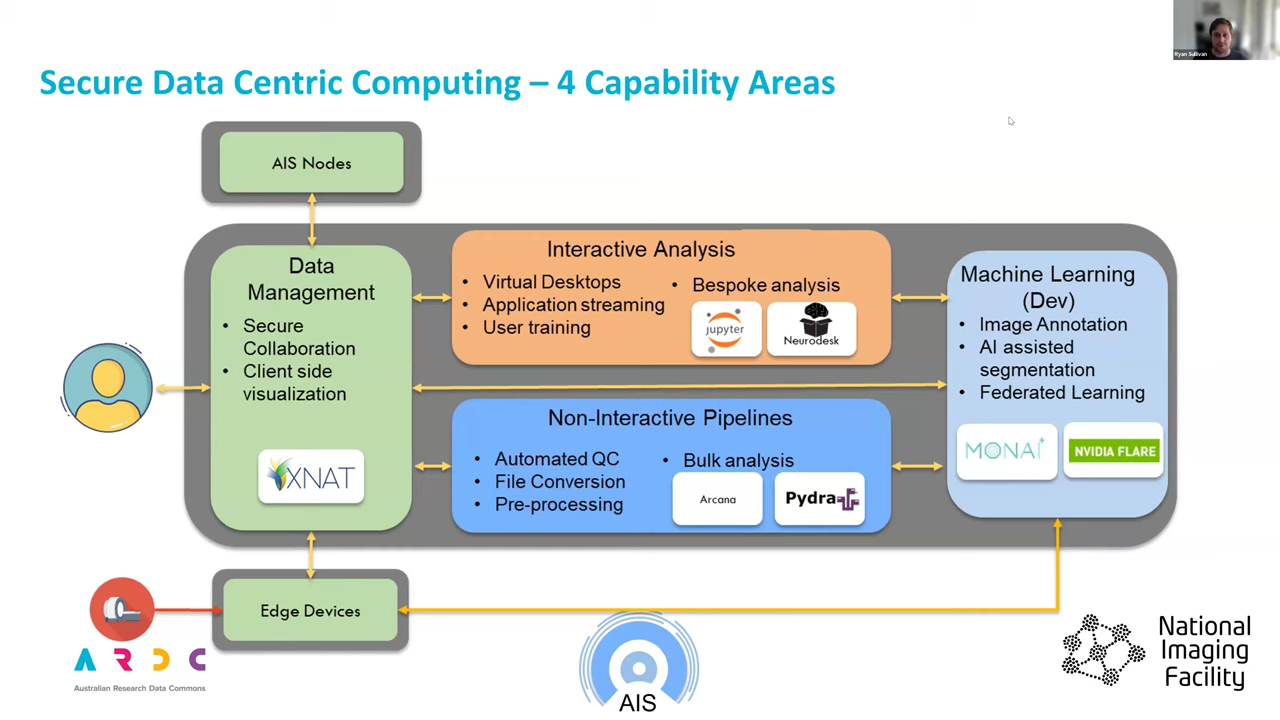 Ryan Sullivan
Secure Data Centric Computing – 4 Capability Areas
AIS Nodes
Data
Management
• Secure
Collaboration
• Client side
visualization
XNAT
Interactive Analysis
• Virtual Desktops
• Application streaming
• User training
• Bespoke analysis
jupyter
Neurodesk
Non-Interactive Pipelines
• Automated QC
• File Conversion
• Pre-processing
• Bulk analysis
Arcana
Pydra
Machine Learning
(Dev)
• Image Annotation
• AI assisted
segmentation
• Federated Learning
MONAI
NVIDIA FLARE
Edge Devices
ARDC
Australian Research Data Commons
AIS
National
Imaging
Facility